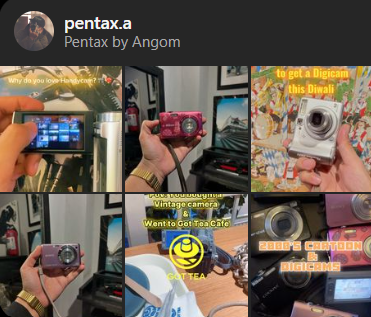 pentax.a
Pentax by Angom
Why do you love Handycam?
to get a Digicam
this Diwali
Vintage camera
&
Went to Got Tea Cafe
GOT TEA
2000'S CARTOON
&
DIGICAMS